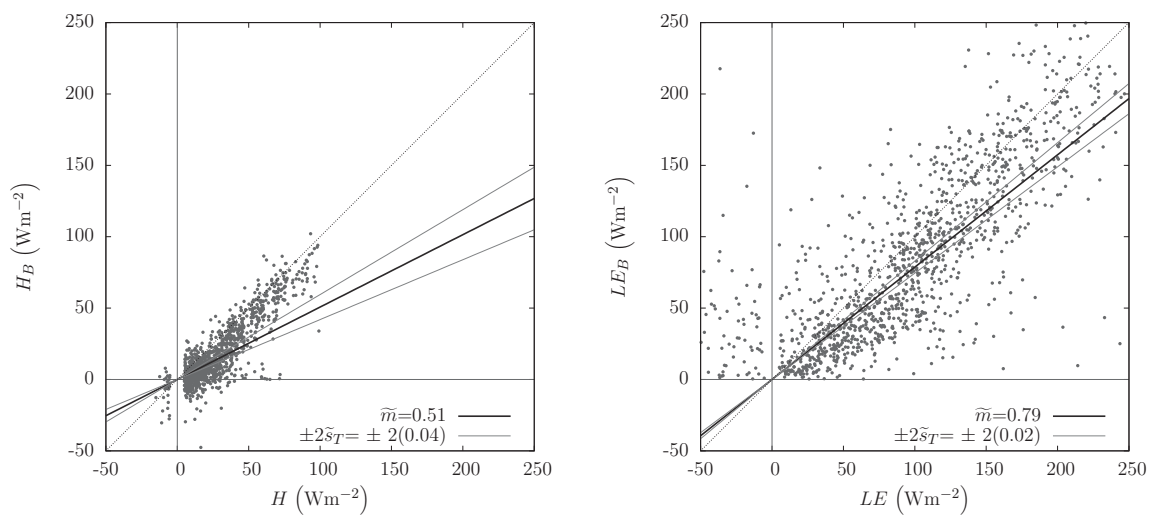 250
200
150
100
50
0
-50
-50 0 50 100 150 200 250
H_B (Wm⁻²)
H (Wm⁻²)
m̃=0.51
±2s̃_T= ± 2(0.04)
250
200
150
100
50
0
-50
-50 0 50 100 150 200 250
LE_B (Wm⁻²)
LE (Wm⁻²)
m̃=0.79
±2s̃_T= ± 2(0.02)